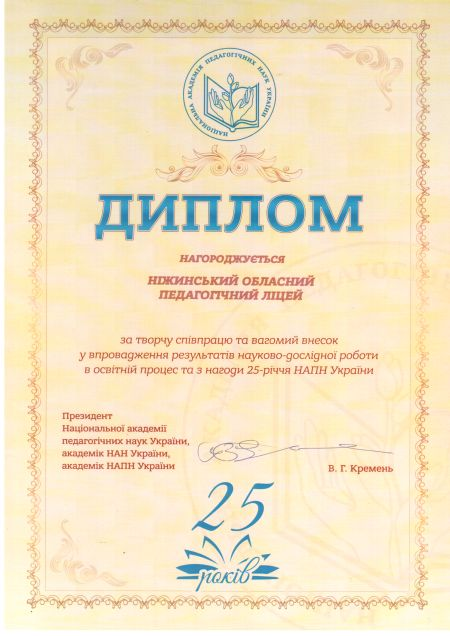 НАЦІОНАЛЬНА АКАДЕМІЯ ПЕДАГОГІЧНИХ НАУК УКРАЇНИ
ДИПЛОМ
НАГОРОДЖУЄТЬСЯ
НІЖИНСЬКИЙ ОБЛАСНИЙ
ПЕДАГОГІЧНИЙ ЛІЦЕЙ
за творчу співпрацю та вагомий внесок
у впровадження результатів науково-дослідної роботи
в освітній процес та з нагоди 25-річчя НАПН України
Президент
Національної академії
педагогічних наук України,
академік НАН України,
академік НАПН України
В. Г. Кремень
25
років